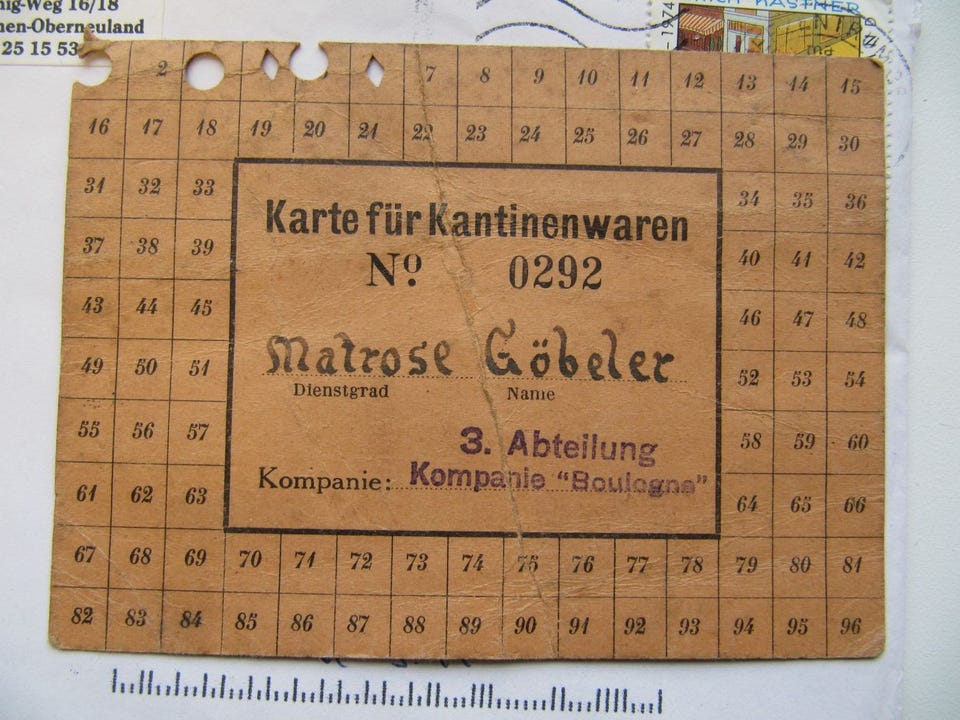 nig-Weg 16/18
men-Oberneuland
25 15 53
KÄSTNER
1974
2 7 8 9 10 11 12 13 14 15
16 17 18 19 20 21 22 23 24 25 26 27 28 29 30
31 32 33 34 35 36
Karte für Kantinenwaren
37 38 39 40 41 42
No 0292
43 44 45 46 47 48
Matrose Göbeler
49 50 51 52 53 54
Dienstgrad Name
55 56 57 58 59 60
3. Abteilung
Kompanie: Kompanie "Boulogne"
61 62 63 64 65 66
67 68 69 70 71 72 73 74 75 76 77 78 79 80 81
82 83 84 85 86 87 88 89 90 91 92 93 94 95 96